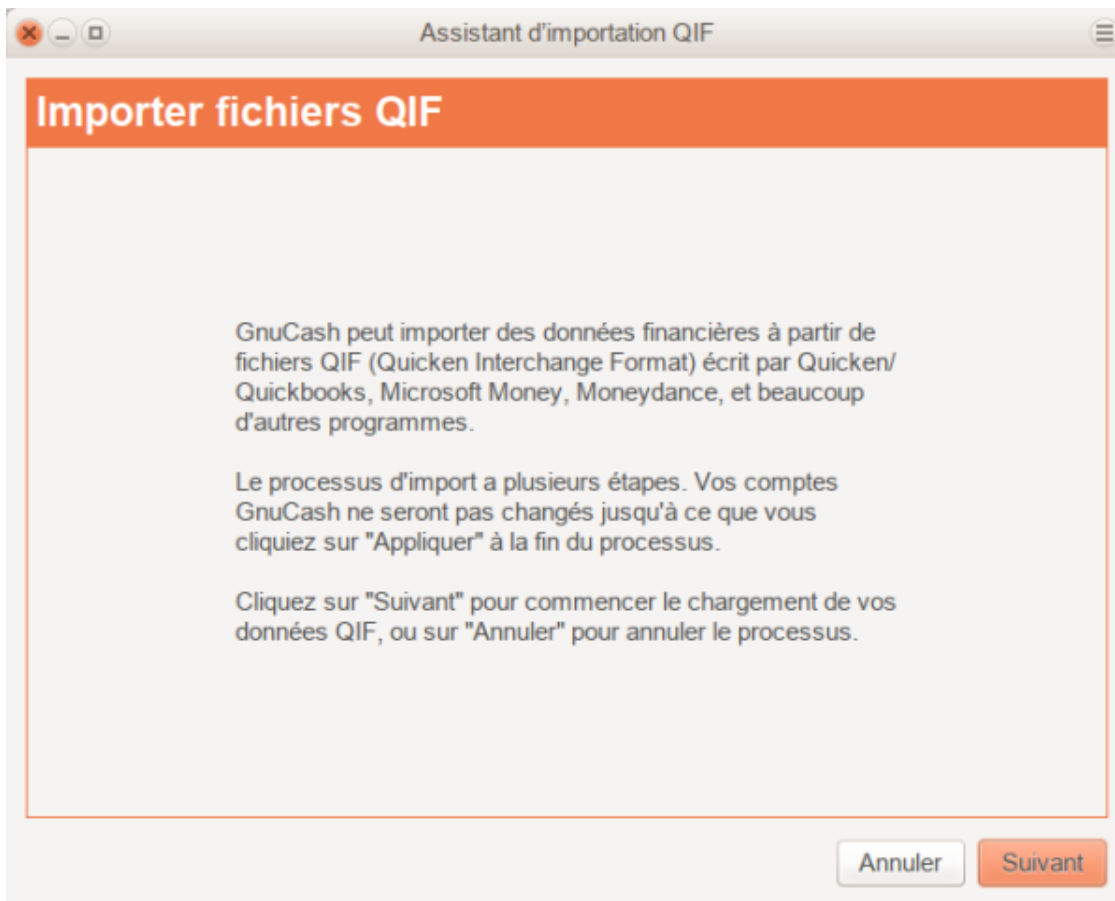 Assistant d'importation QIF
Importer fichiers QIF
GnuCash peut importer des données financières à partir de
fichiers QIF (Quicken Interchange Format) écrit par Quicken/
Quickbooks, Microsoft Money, Moneydance, et beaucoup
d'autres programmes.
Le processus d'import a plusieurs étapes. Vos comptes
GnuCash ne seront pas changés jusqu'à ce que vous
cliquiez sur "Appliquer" à la fin du processus.
Cliquez sur "Suivant" pour commencer le chargement de vos
données QIF, ou sur "Annuler" pour annuler le processus.
Annuler
Suivant